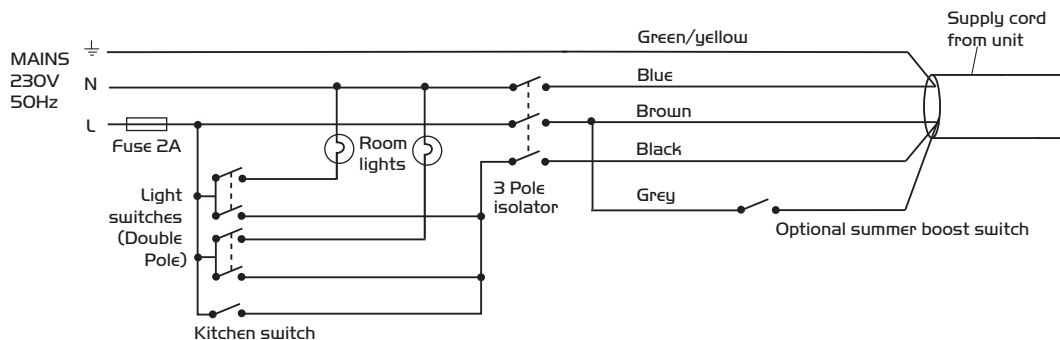 Supply cord
from unit
Green/yellow
MAINS
230V
50Hz
N
Blue
L
Brown
Fuse 2A
Room
lights
Black
3 Pole
isolator
Light
switches
(Double
Pole)
Grey
Optional summer boost switch
Kitchen switch